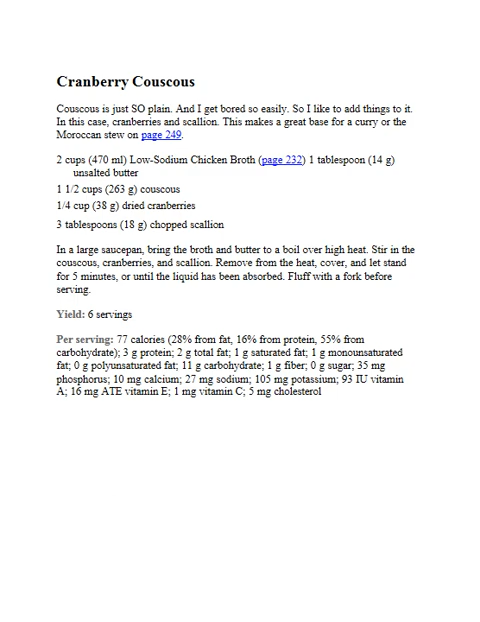 Cranberry Couscous
Couscous is just SO plain. And I get bored so easily. So I like to add things to it.
In this case, cranberries and scallion. This makes a great base for a curry or the
Moroccan stew on page 249.
2 cups (470 ml) Low-Sodium Chicken Broth (page 232) 1 tablespoon (14 g)
unsalted butter
1 1/2 cups (263 g) couscous
1/4 cup (38 g) dried cranberries
3 tablespoons (18 g) chopped scallion
In a large saucepan, bring the broth and butter to a boil over high heat. Stir in the
couscous, cranberries, and scallion. Remove from the heat, cover, and let stand
for 5 minutes, or until the liquid has been absorbed. Fluff with a fork before
serving.
Yield: 6 servings
Per serving: 77 calories (28% from fat, 16% from protein, 55% from
carbohydrate); 3 g protein; 2 g total fat; 1 g saturated fat; 1 g monounsaturated
fat; 0 g polyunsaturated fat; 11 g carbohydrate; 1 g fiber; 0 g sugar; 35 mg
phosphorus; 10 mg calcium; 27 mg sodium; 105 mg potassium; 93 IU vitamin
A; 16 mg ATE vitamin E; 1 mg vitamin C; 5 mg cholesterol